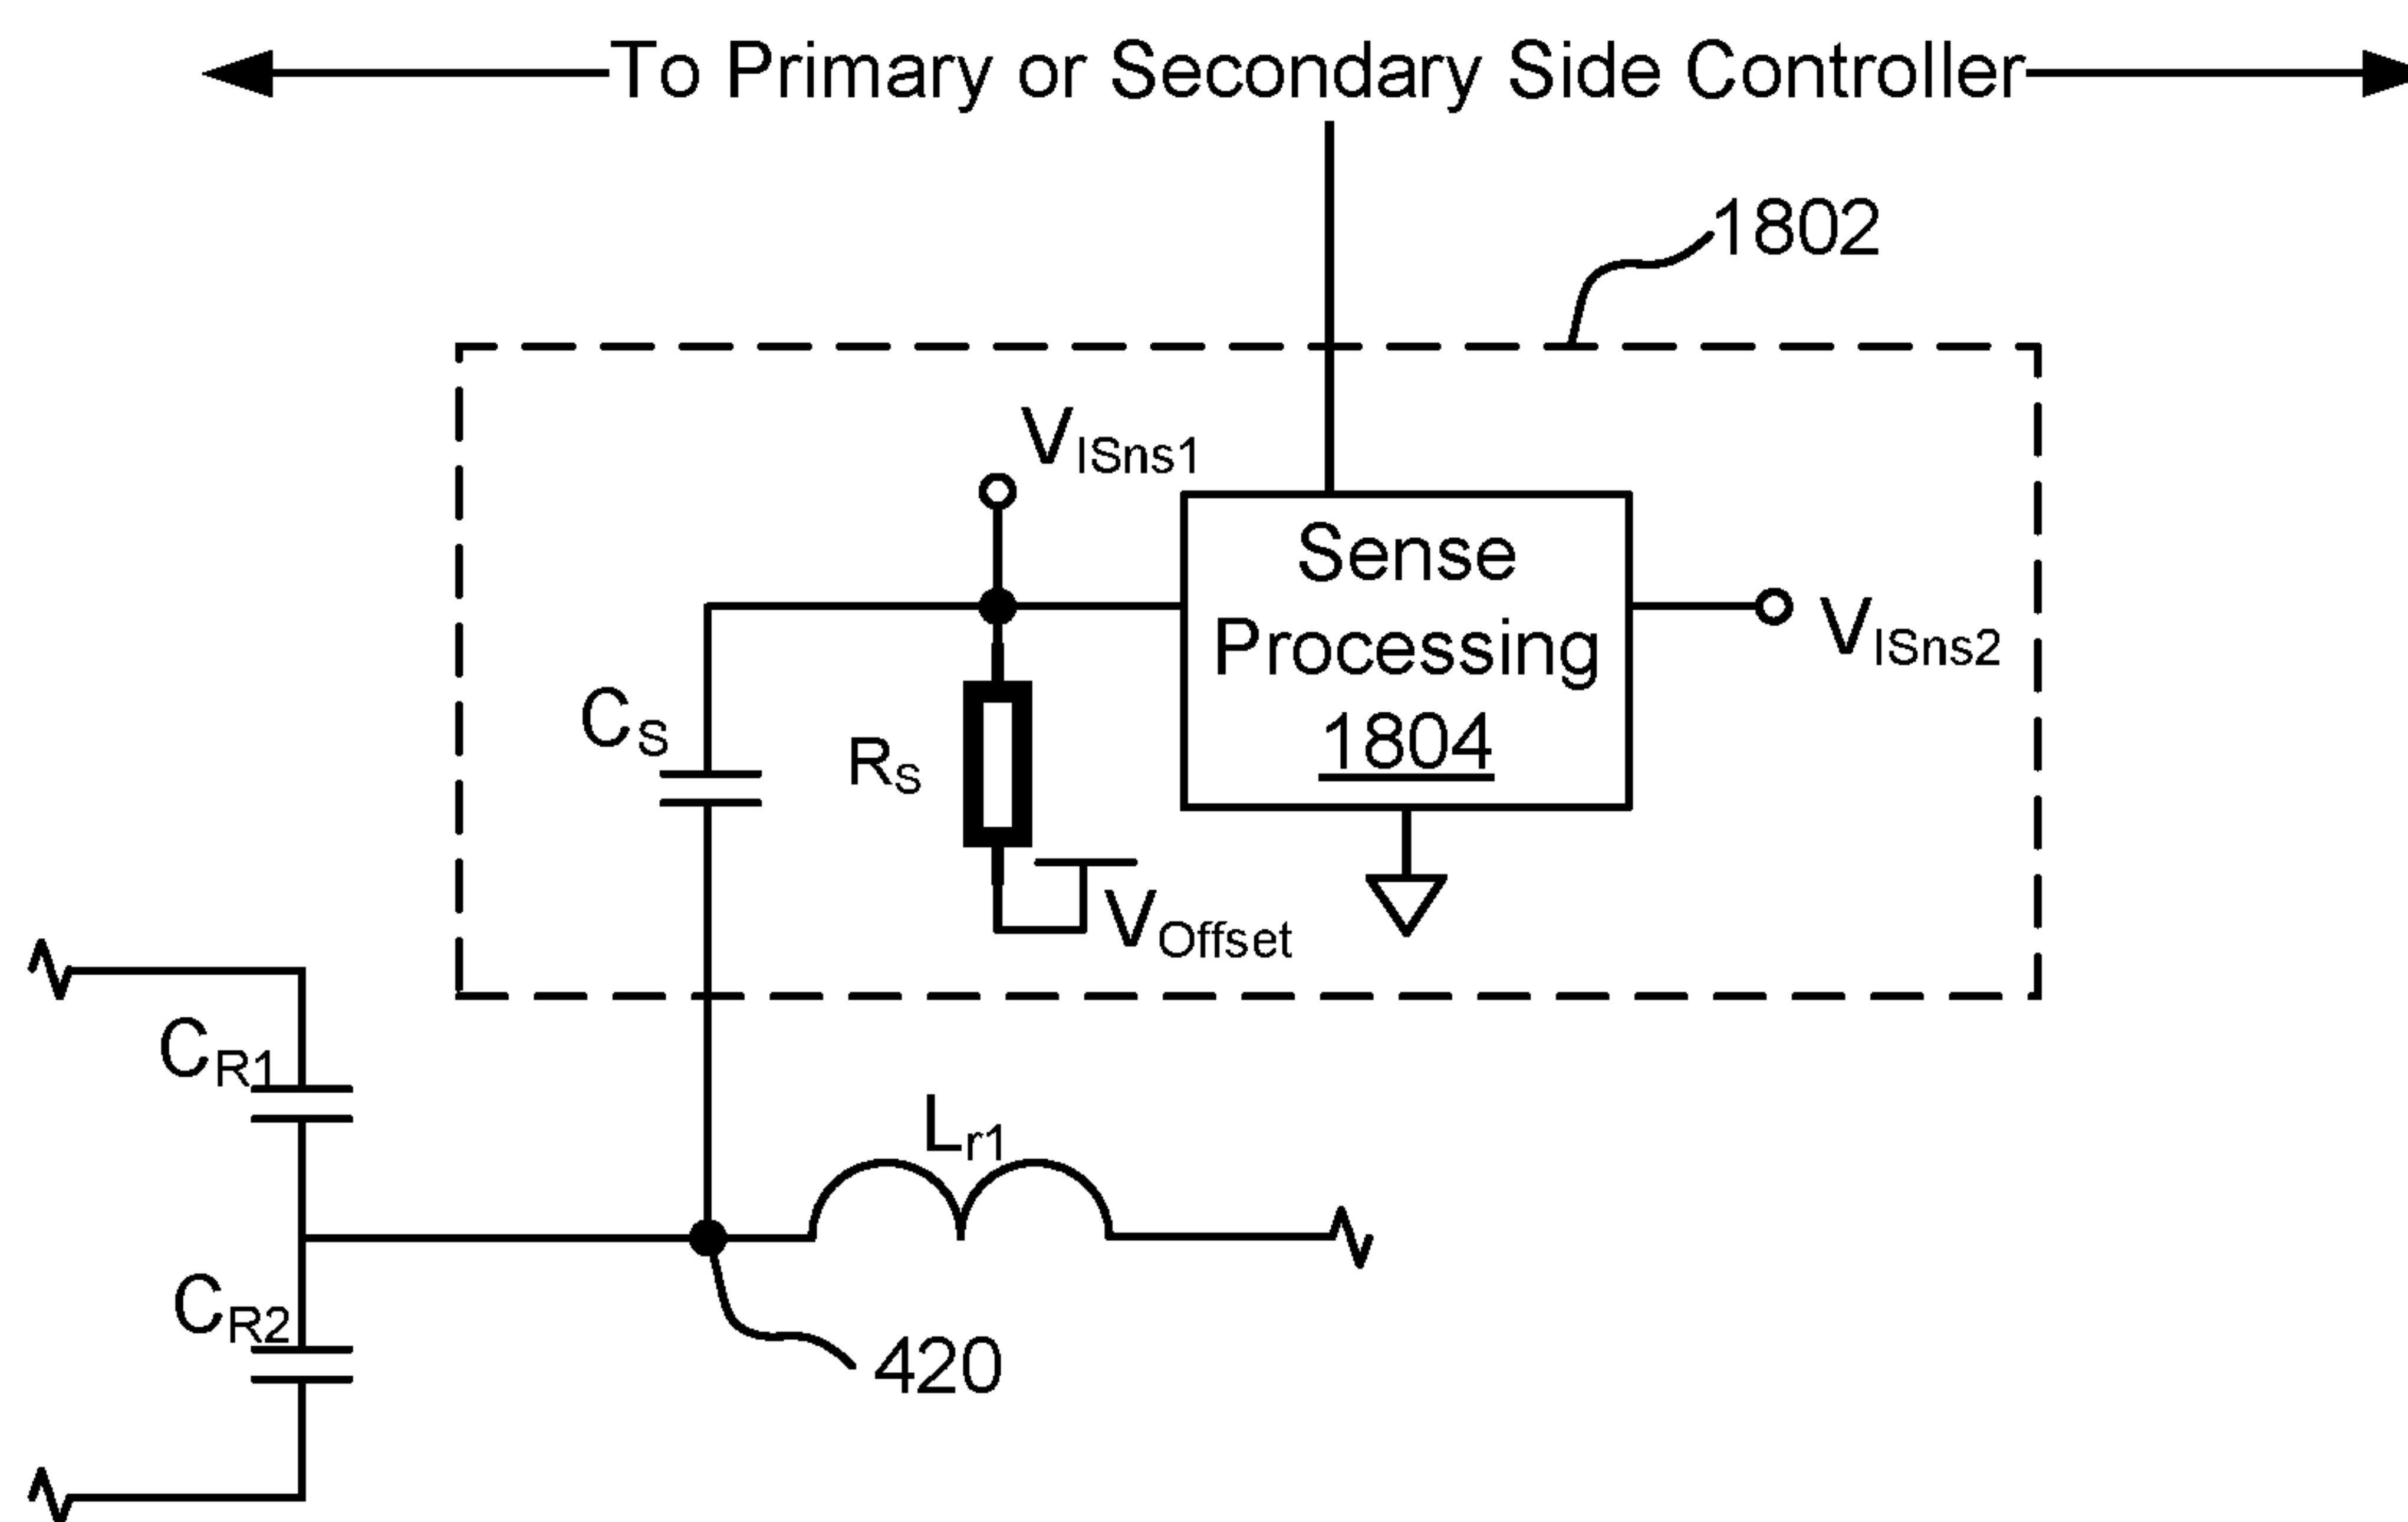 To Primary or Secondary Side Controller
1802
VISns1
Sense
Processing
1804
VISns2
CS
RS
VOffset
CR1
Lr1
CR2
420